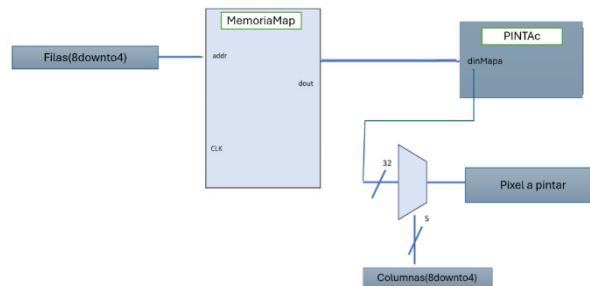 MemoriaMap
PINTAc
Filas(8downto4)
addr
dinMapa
dout
CLK
32
Pixel a pintar
5
Columnas(8downto4)